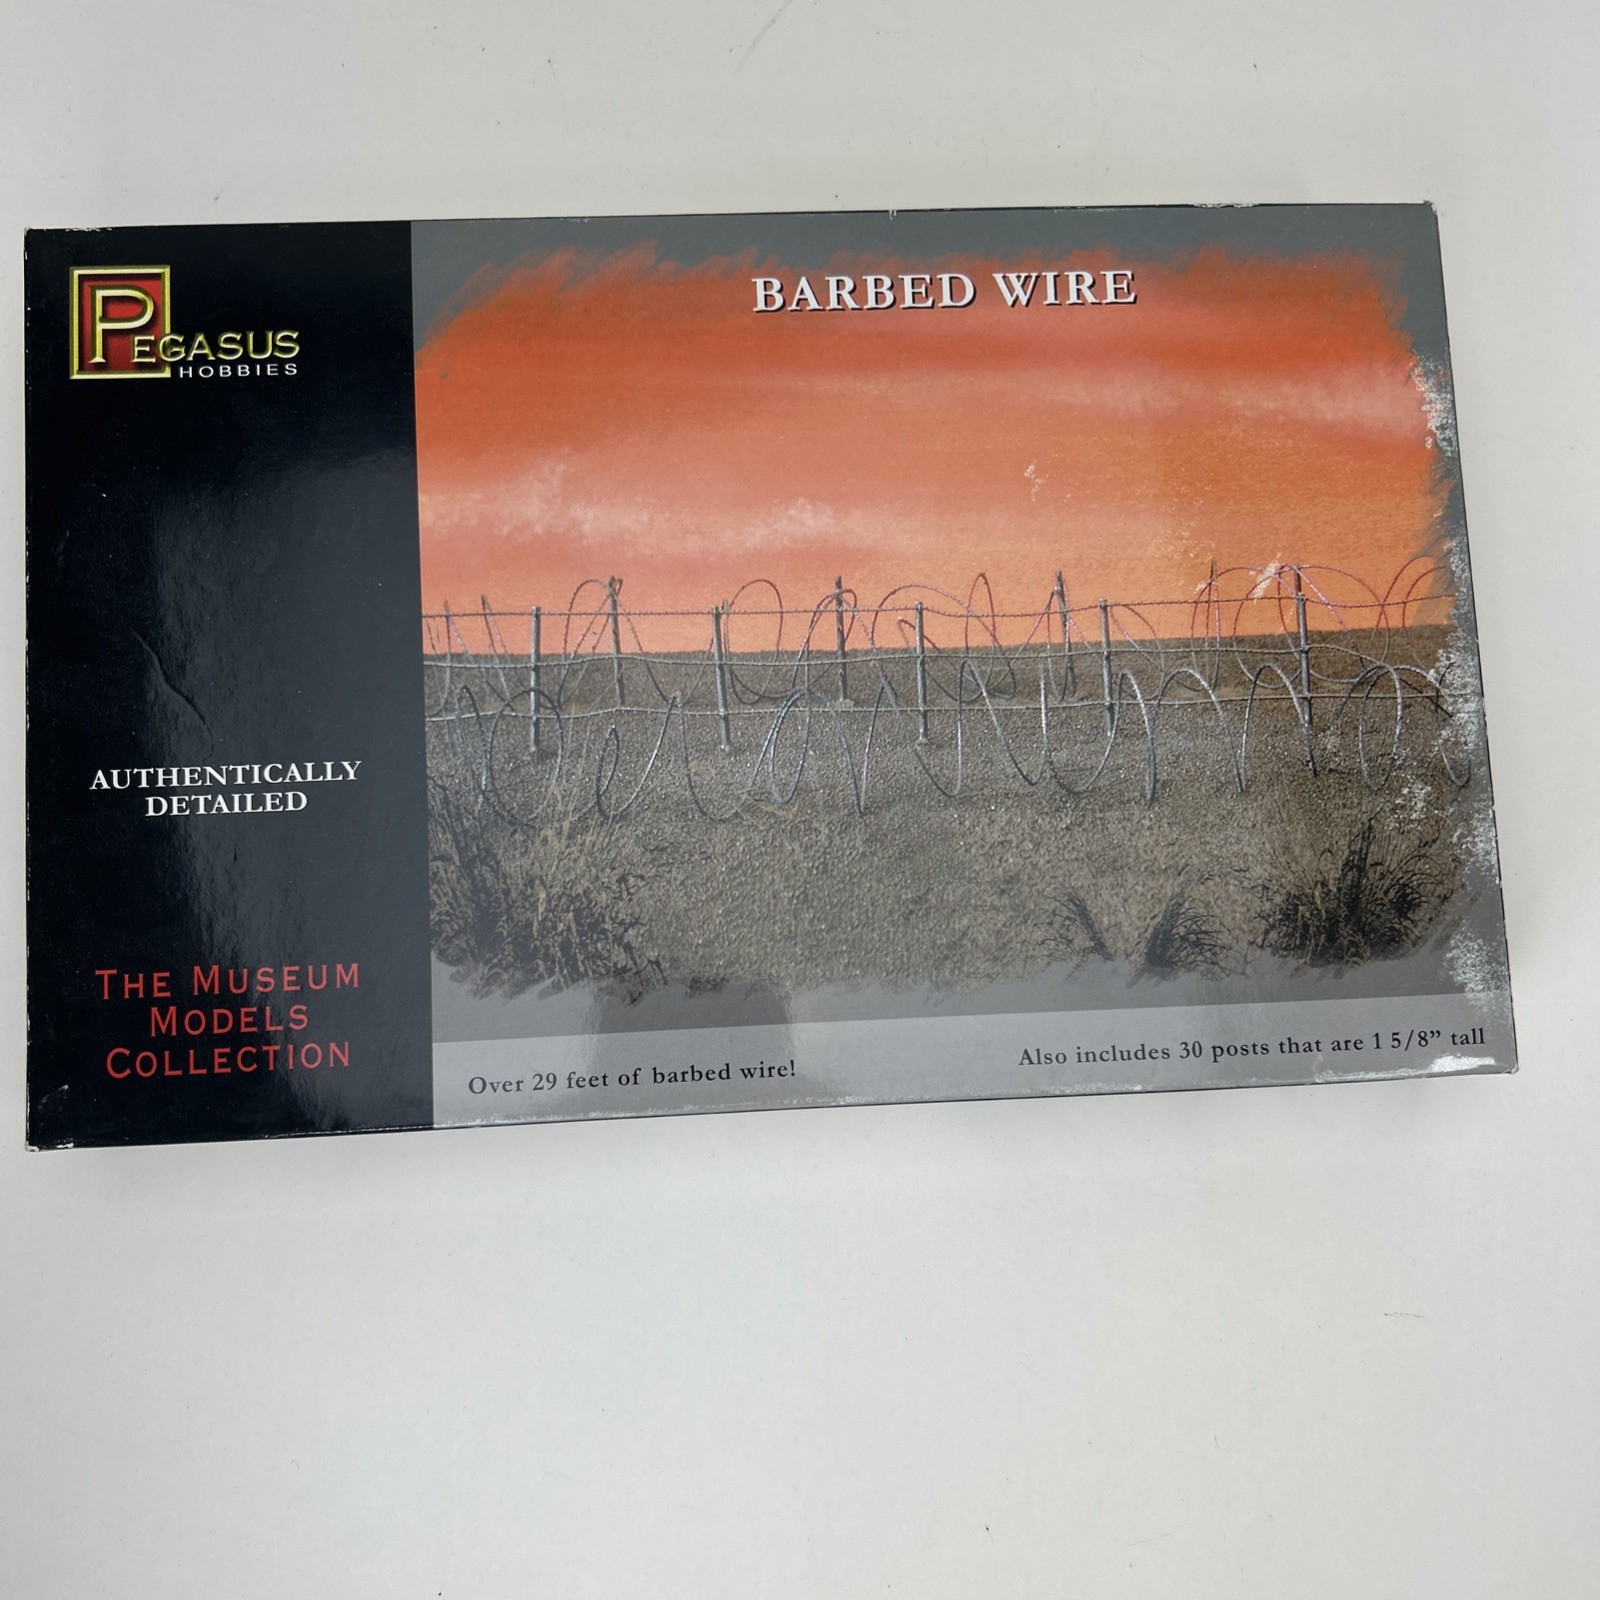 PEGASUS
HOBBIES
BARBED WIRE
AUTHENTICALLY
DETAILED
THE MUSEUM
MODELS
COLLECTION
Over 29 feet of barbed wire!
Also includes 30 posts that are 1 5/8” tall